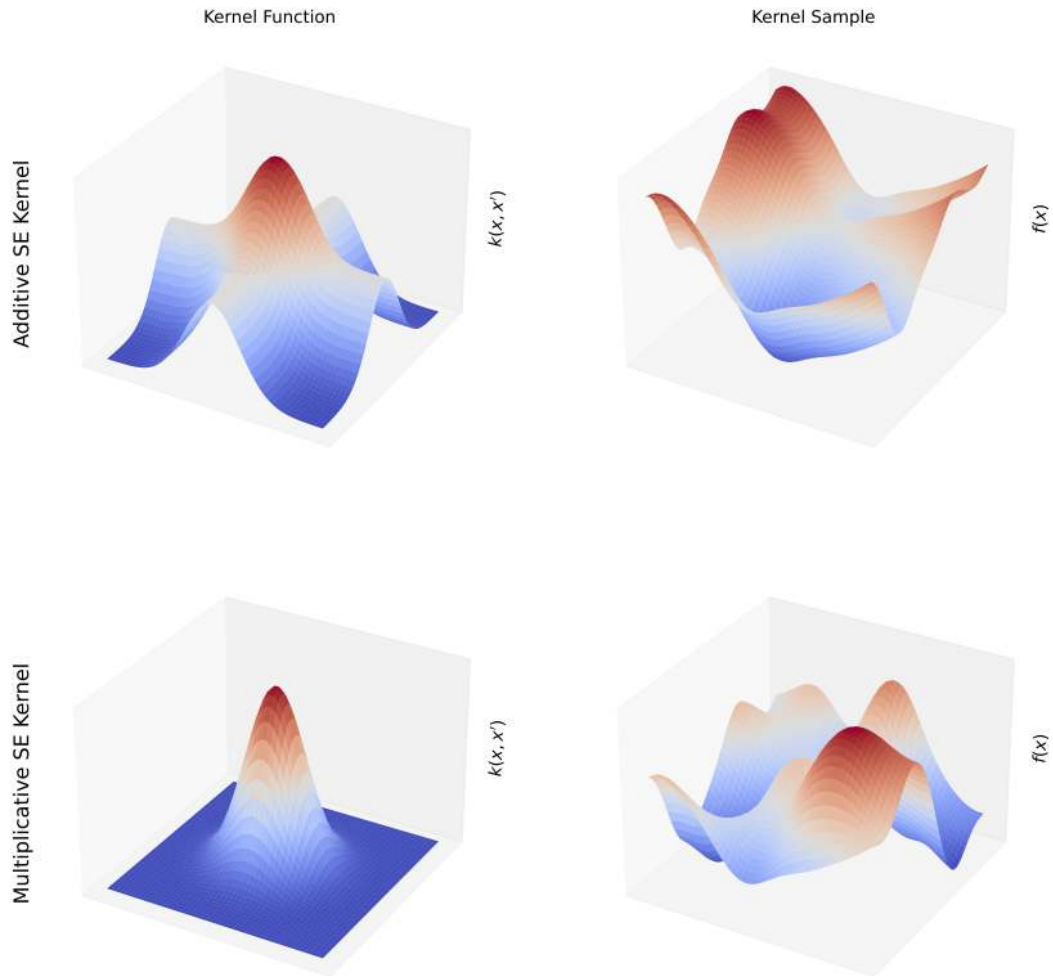 Kernel Function
Kernel Sample
Additive SE Kernel
k(x, x′)
f(x)
Multiplicative SE Kernel
k(x, x′)
f(x)